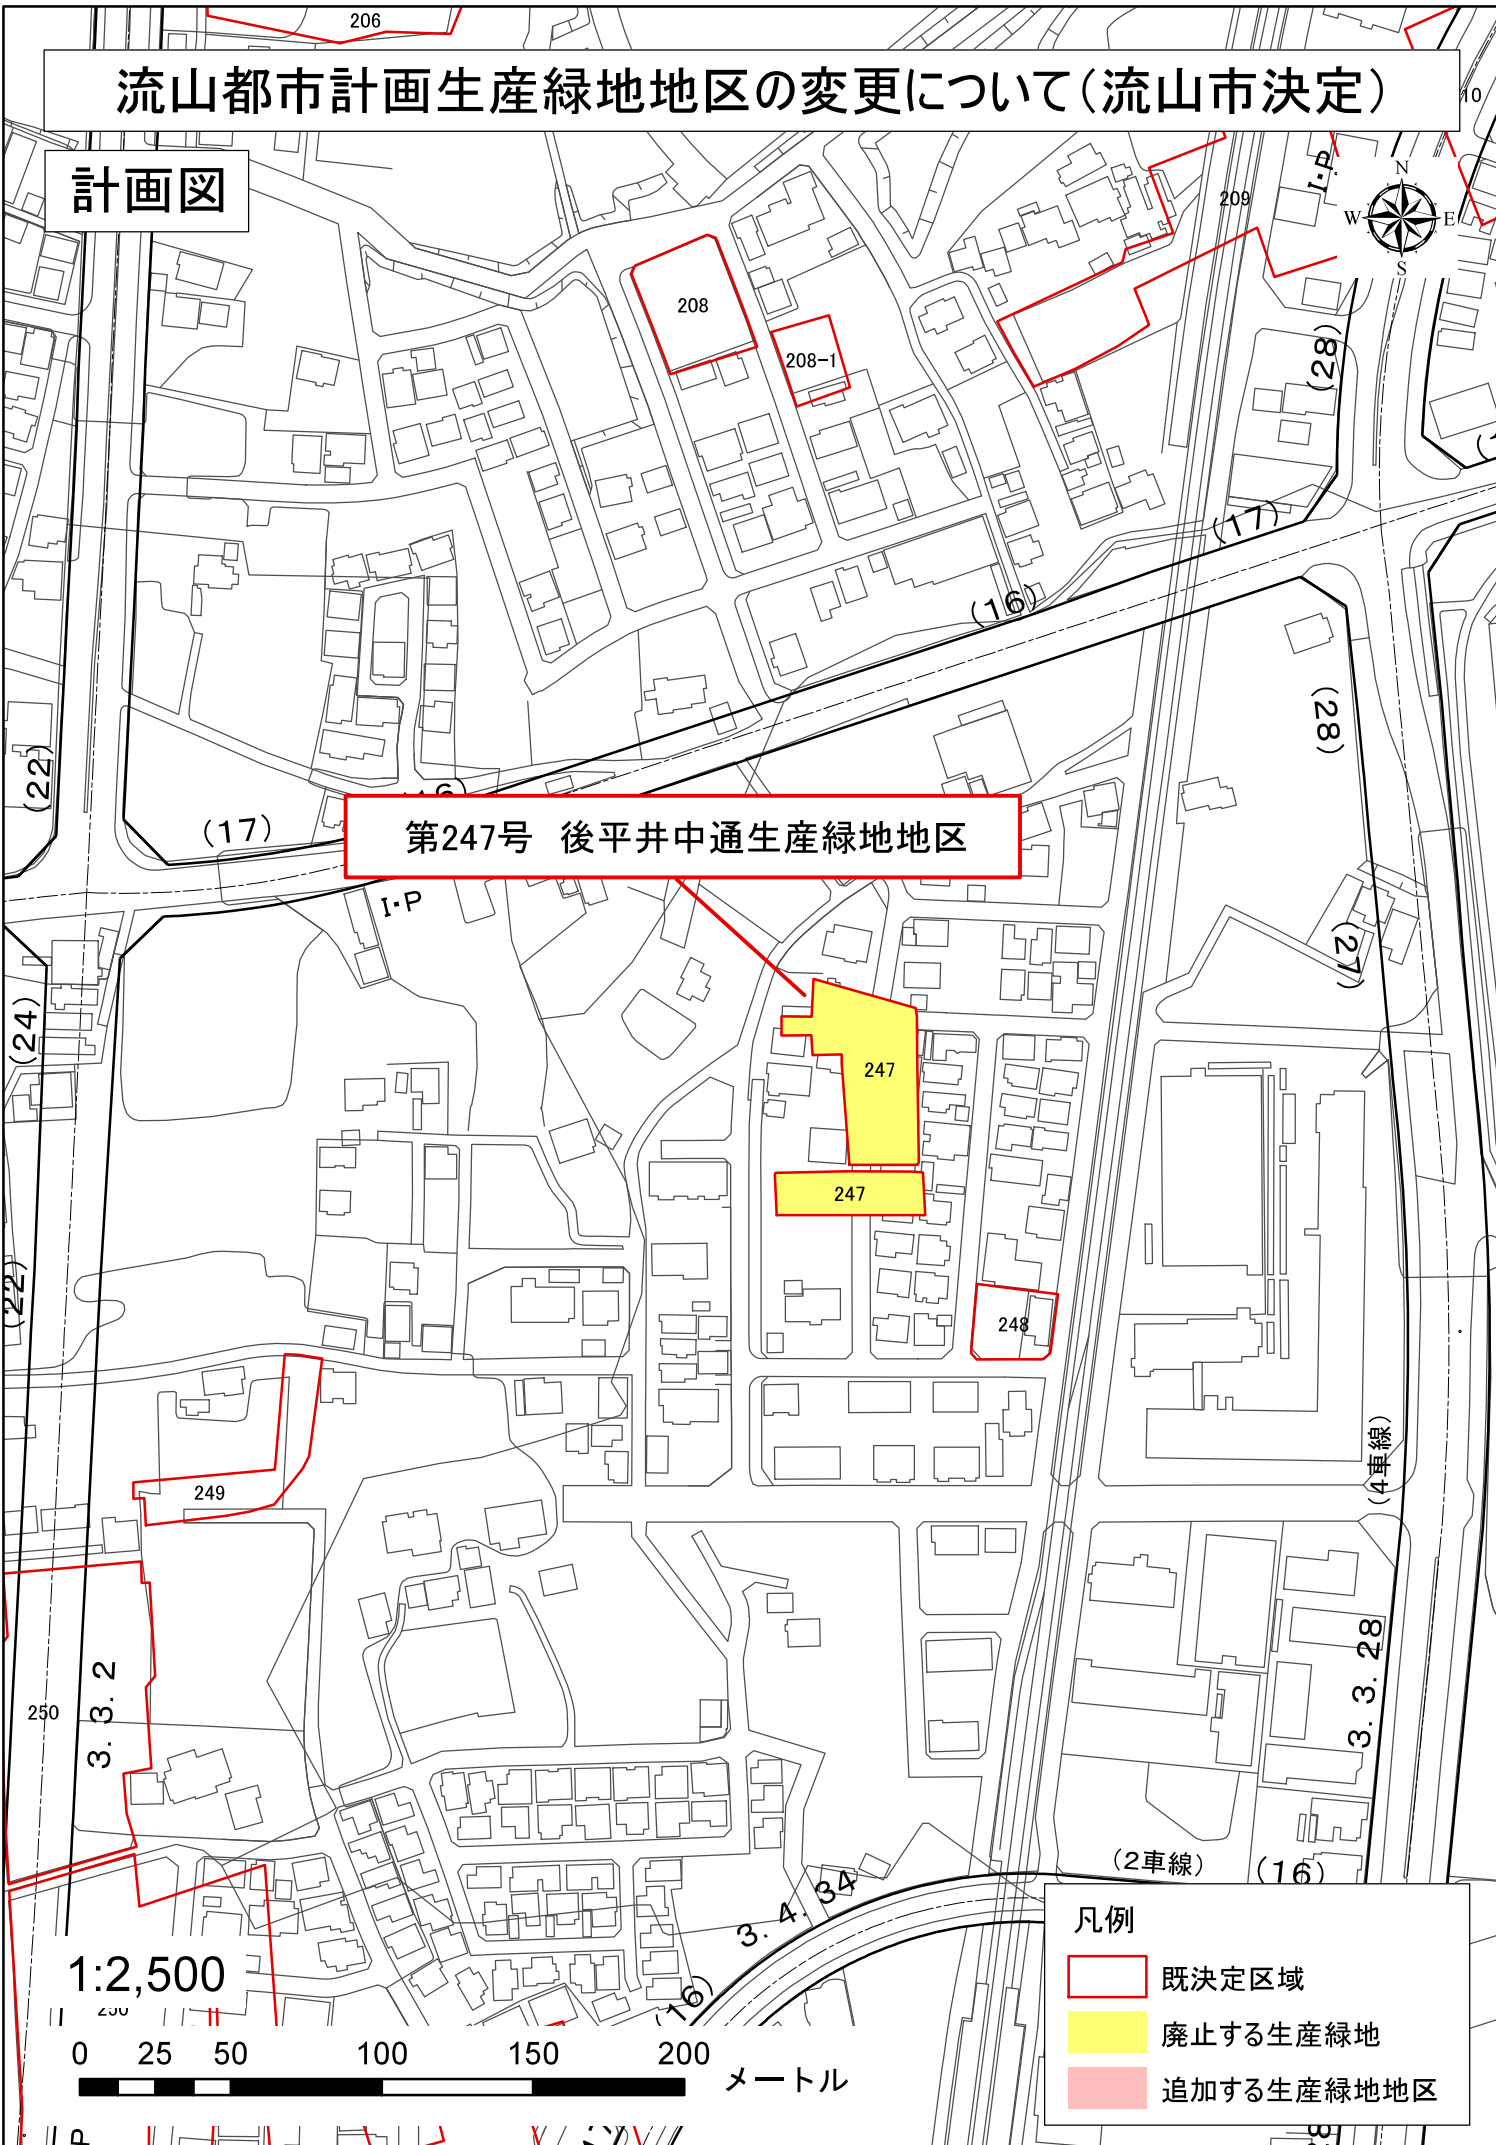 206
流山都市計画生産緑地地区の変更について（流山市決定）
10
計画図
I・P
N
W
E
S
209
208
208-1
(28)
(17)
(16)
(28)
(22)
(17)
第247号　後平井中通生産緑地地区
I・P
(27)
(24)
247
247
(22)
248
(4車線)
249
3. 3. 2
250
3. 3. 28
(2車線)
(16)
3. 4. 34
(16)
凡例
既決定区域
廃止する生産緑地
追加する生産緑地地区
1:2,500
250
0 25 50 100 150 200
メートル